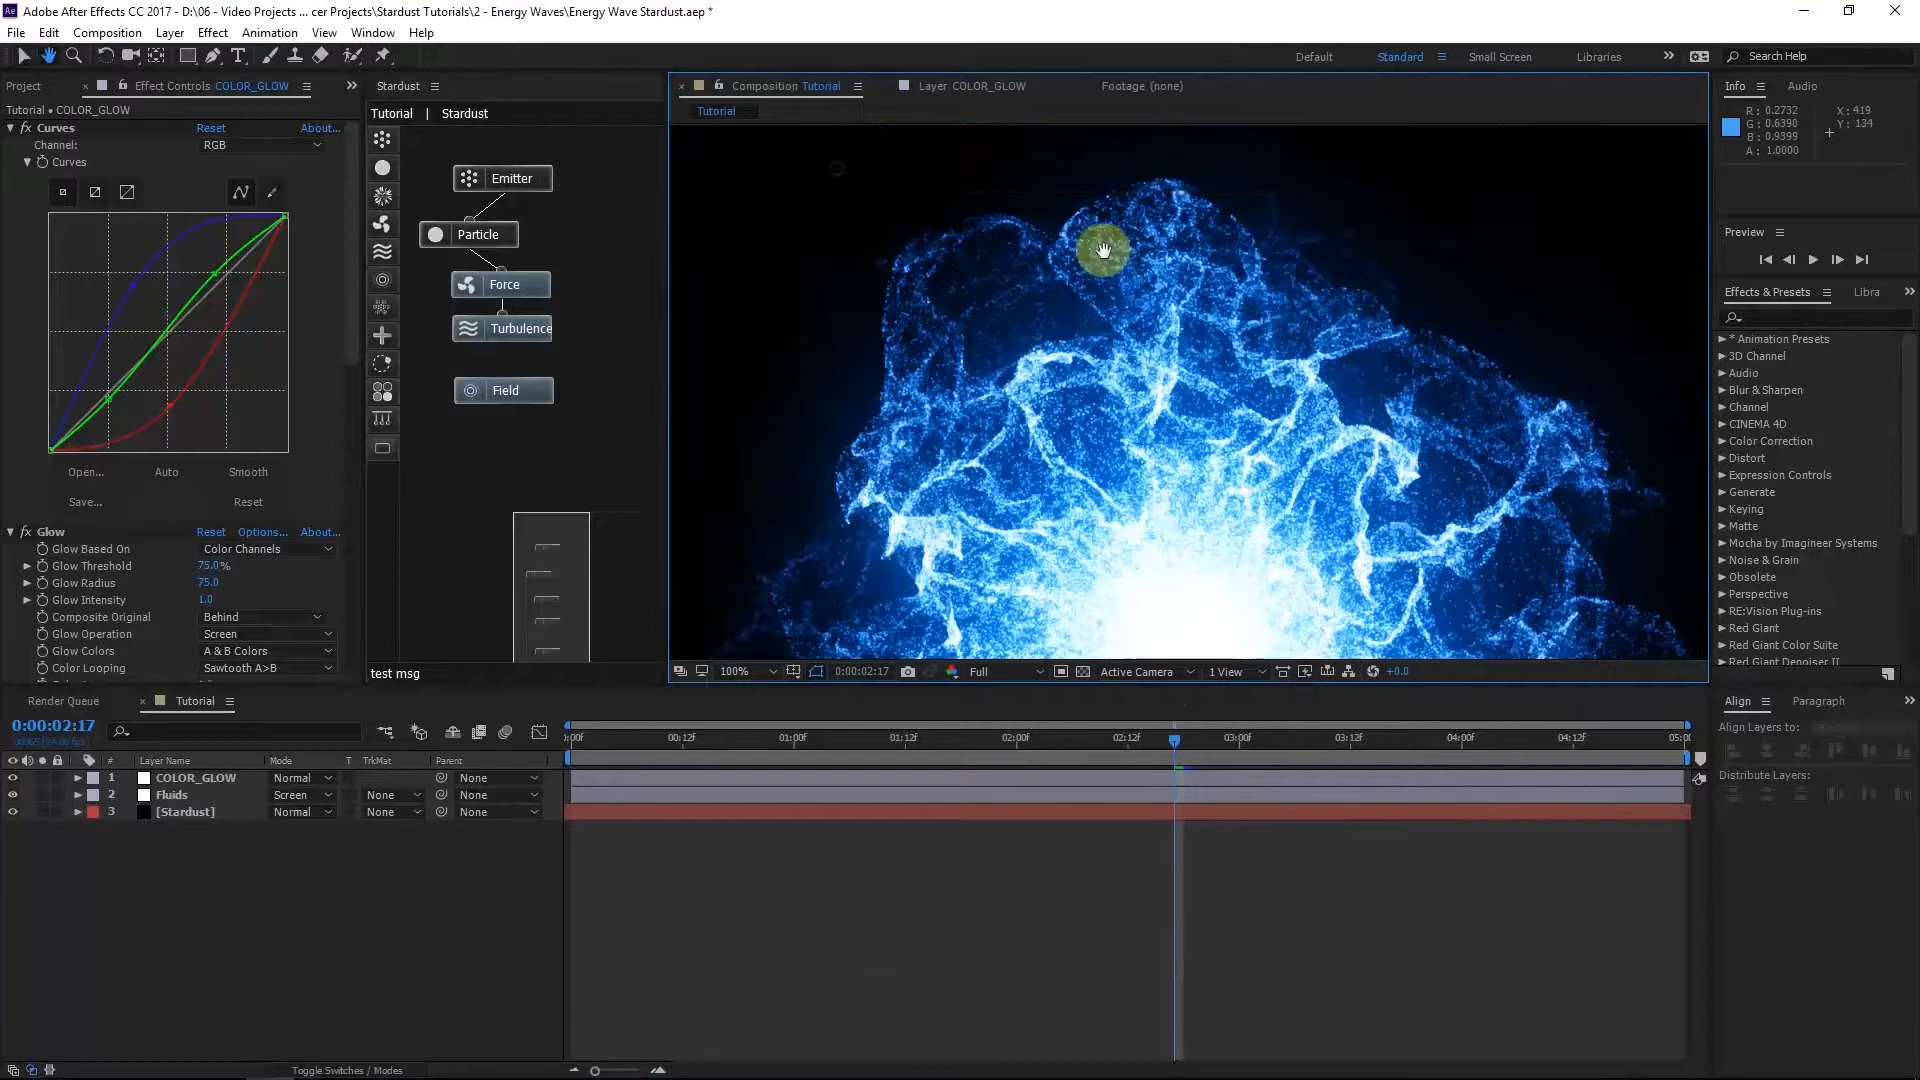 Adobe After Effects CC 2017 - D:\06 - Video Projects ... cer Projects\Stardust Tutorials\2 - Energy Waves\Energy Wave Stardust.aep *
File Edit Composition Layer Effect Animation View Window Help
Default Standard Small Screen Libraries Search Help
Project Effect Controls COLOR_GLOW
Tutorial • COLOR_GLOW
Curves Reset About...
Channel: RGB
Curves
Open... Auto Smooth
Save... Reset
Glow Reset Options... About...
Glow Based On Color Channels
Glow Threshold 75.0%
Glow Radius 75.0
Glow Intensity 1.0
Composite Original Behind
Glow Operation Screen
Glow Colors A & B Colors
Color Looping Sawtooth A>B
Stardust
Tutorial | Stardust
Emitter
Particle
Force
Turbulence
Field
test msg
Composition Tutorial Layer COLOR_GLOW Footage (none)
Tutorial
100% 0:00:02:17 Full Active Camera 1 View +0.0
Info Audio
R: 0.2732 X: 419
G: 0.6390 Y: 134
B: 0.9399
A: 1.0000
Preview
Effects & Presets Libra
* Animation Presets
3D Channel
Audio
Blur & Sharpen
Channel
CINEMA 4D
Color Correction
Distort
Expression Controls
Generate
Keying
Matte
Mocha by Imagineer Systems
Noise & Grain
Obsolete
Perspective
RE:Vision Plug-ins
Red Giant
Red Giant Color Suite
Red Giant Denoiser II
Render Queue Tutorial
0:00:02:17
:00f 00:12f 01:00f 01:12f 02:00f 02:12f 03:00f 03:12f 04:00f 04:12f 05:00
# Layer Name Mode T TrkMat Parent
1 COLOR_GLOW Normal None
2 Fluids Screen None None
3 [Stardust] Normal None None
Toggle Switches / Modes
Align Paragraph
Align Layers to:
Distribute Layers: